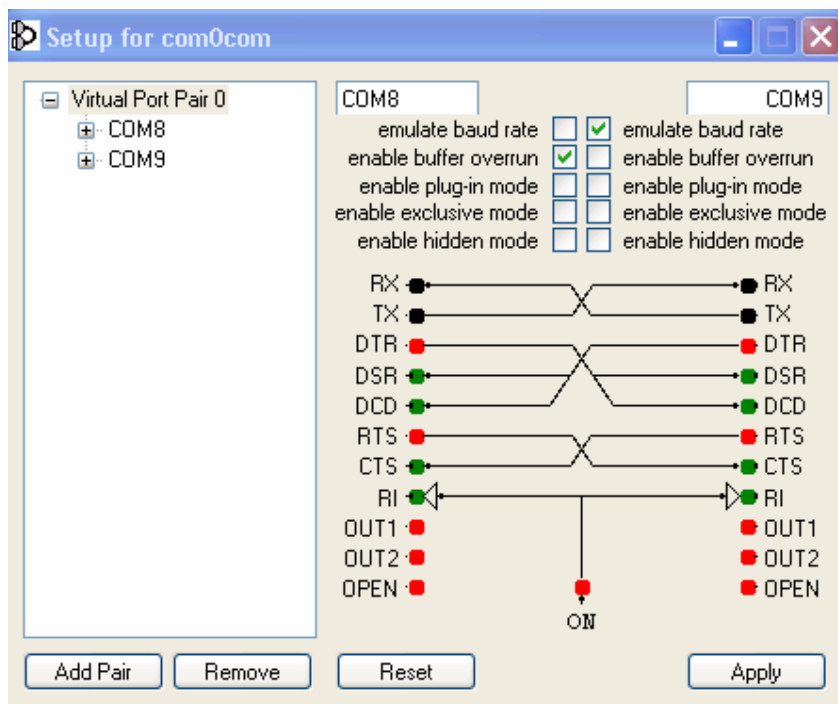 Setup for com0com
Virtual Port Pair 0
COM8
COM9
COM8 COM9
emulate baud rate emulate baud rate
enable buffer overrun enable buffer overrun
enable plug-in mode enable plug-in mode
enable exclusive mode enable exclusive mode
enable hidden mode enable hidden mode
RX RX
TX TX
DTR DTR
DSR DSR
DCD DCD
RTS RTS
CTS CTS
RI RI
OUT1 OUT1
OUT2 OUT2
OPEN OPEN
ON
Add Pair Remove Reset Apply